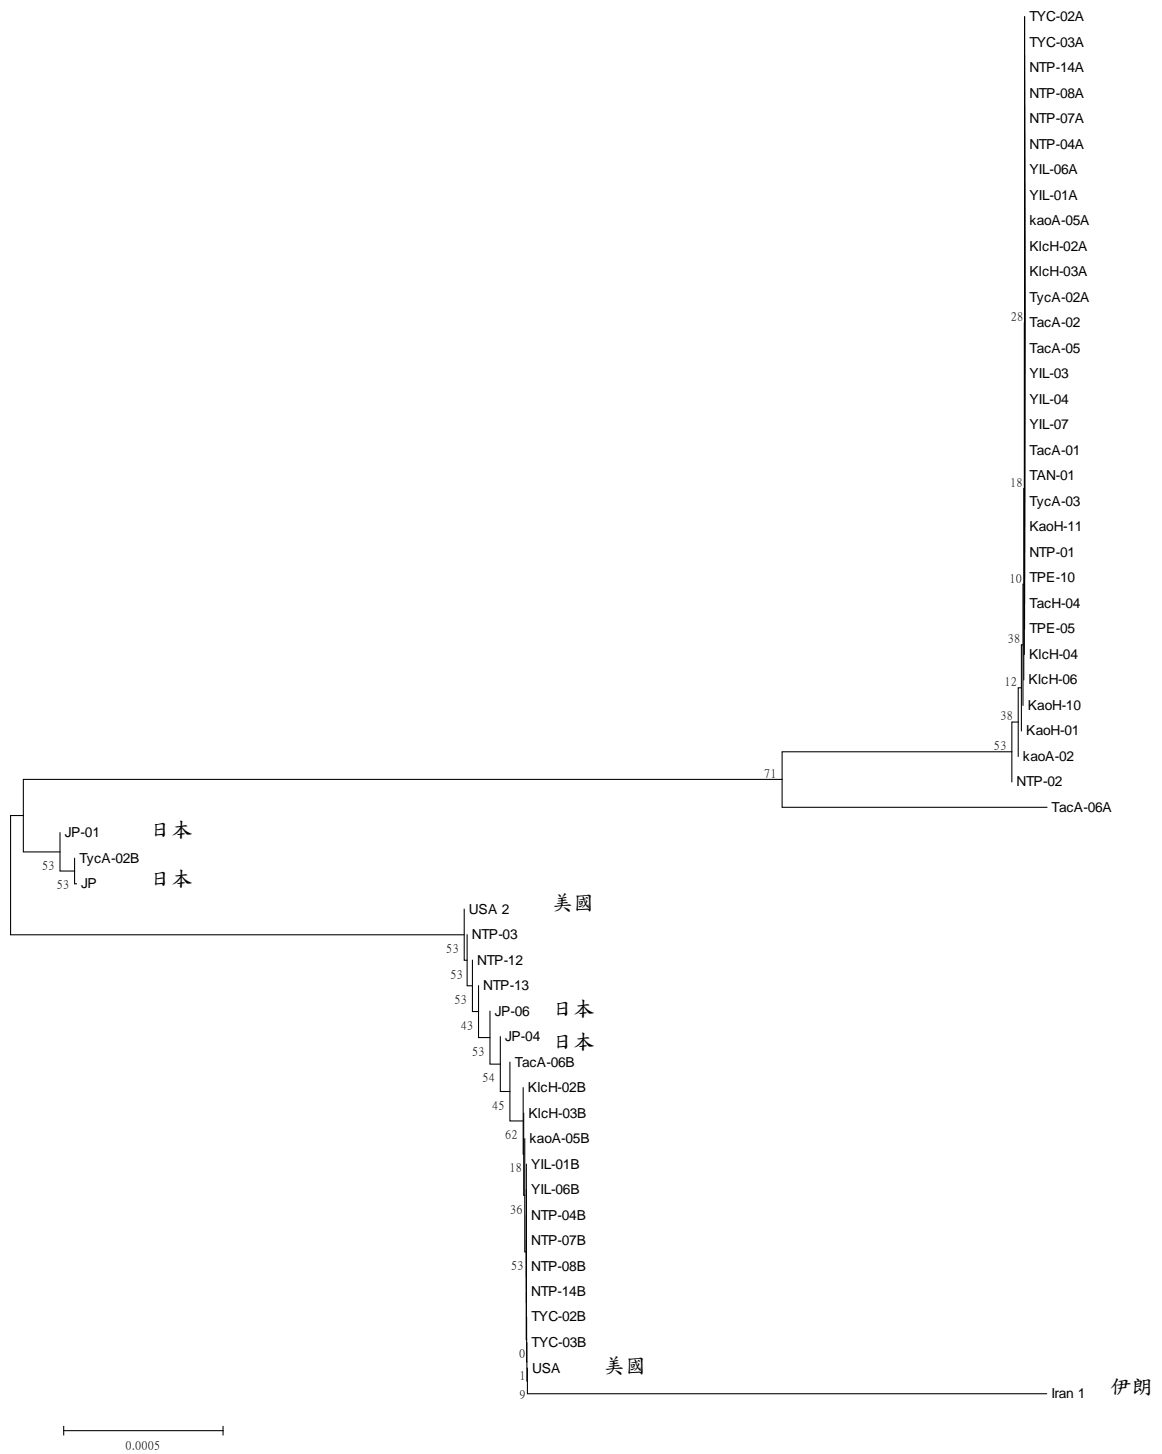 TYC-02A
TYC-03A
NTP-14A
NTP-08A
NTP-07A
NTP-04A
YIL-06A
YIL-01A
kaoA-05A
KlcH-02A
KlcH-03A
TycA-02A
28 TacA-02
TacA-05
YIL-03
YIL-04
YIL-07
TacA-01
18 TAN-01
TycA-03
KaoH-11
NTP-01
10 TPE-10
TacH-04
TPE-05
38 KlcH-04
12 KlcH-06
KaoH-10
38 KaoH-01
53 kaoA-02
71 NTP-02
TacA-06A
JP-01 日本
53 TycA-02B
53 JP 日本
USA 2 美國
NTP-03
53
NTP-12
53
NTP-13
53
JP-06 日本
43
JP-04 日本
53
TacA-06B
54
KlcH-02B
45
KlcH-03B
62 kaoA-05B
18 YIL-01B
YIL-06B
36 NTP-04B
NTP-07B
53 NTP-08B
NTP-14B
TYC-02B
TYC-03B
0
USA 美國
1
9 Iran 1 伊朗
0.0005